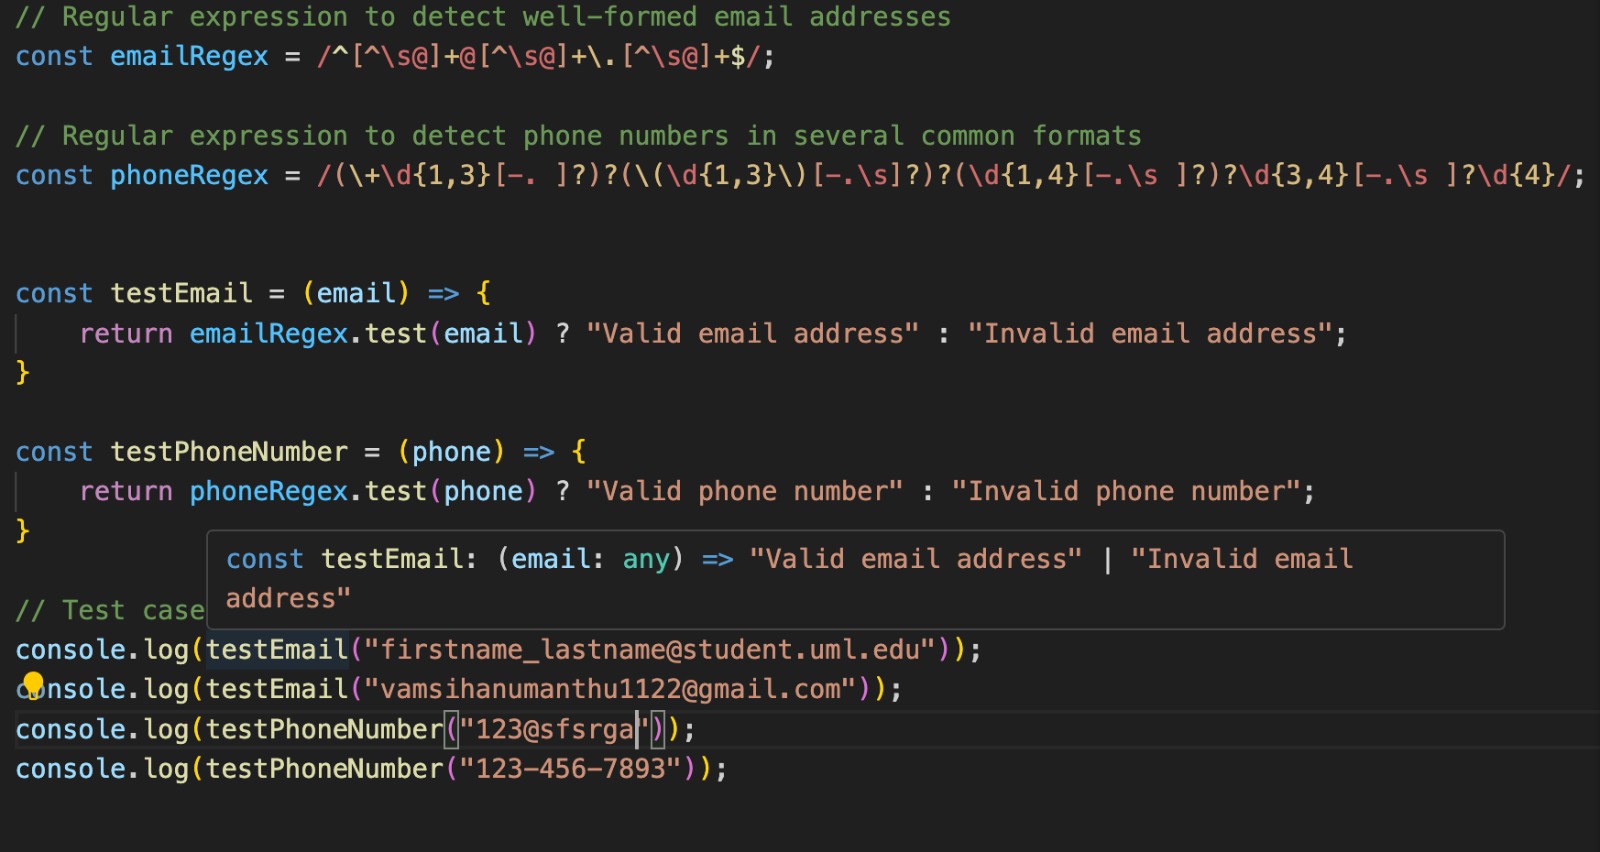 // Regular expression to detect well-formed email addresses
const emailRegex = /^[^\s@]+@[^\s@]+\.[^\s@]+$/;
// Regular expression to detect phone numbers in several common formats
const phoneRegex = /(\+\d{1,3}[-. ]?)?(\(\d{1,3}\)[-.\s]?)?(\d{1,4}[-.\s ]?)?\d{3,4}[-.\s ]?\d{4}/;
const testEmail = (email) => {
return emailRegex.test(email) ? "Valid email address" : "Invalid email address";
}
const testPhoneNumber = (phone) => {
return phoneRegex.test(phone) ? "Valid phone number" : "Invalid phone number";
}
const testEmail: (email: any) => "Valid email address" | "Invalid email
address"
// Test case
console.log(testEmail("firstname_lastname@student.uml.edu"));
console.log(testEmail("vamsihanumanthu1122@gmail.com"));
console.log(testPhoneNumber("123@sfsrga"));
console.log(testPhoneNumber("123-456-7893"));